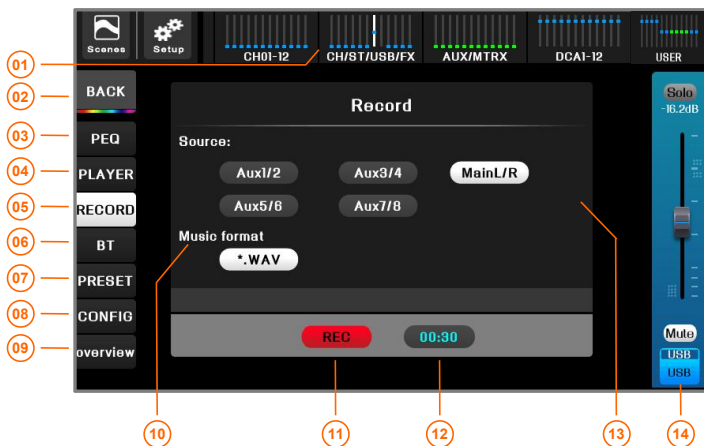 Scenes
Setup
CH01-12
CH/ST/USB/FX
AUX/MTRX
DCA1-12
USER
01
02
03
04
05
06
07
08
09
BACK
PEQ
PLAYER
RECORD
BT
PRESET
CONFIG
overview
Record
Source:
Aux1/2
Aux3/4
MainL/R
Aux5/6
Aux7/8
Music format
*.WAV
REC
00:30
Solo
-16.2dB
Mute
USB
USB
10
11
12
13
14